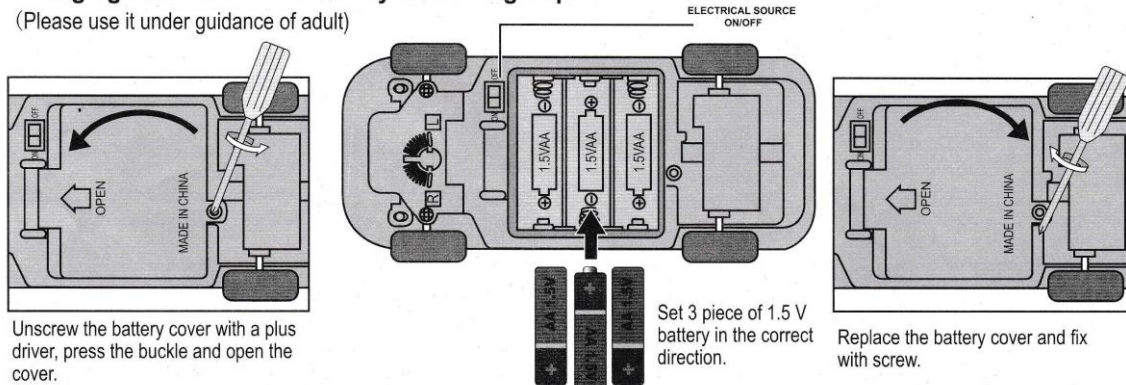 (Please use it under guidance of adult)
ELECTRICAL SOURCE
ON/OFF
OFF
ON
OPEN
MADE IN CHINA
OFF
ON
L
R
1.5VAA
1.5VAA
1.5VAA
AA 1.5V
AA 1.5V
AA 1.5V
OFF
ON
OPEN
MADE IN CHINA
Unscrew the battery cover with a plus
driver, press the buckle and open the
cover.
Set 3 piece of 1.5 V
battery in the correct
direction.
Replace the battery cover and fix
with screw.